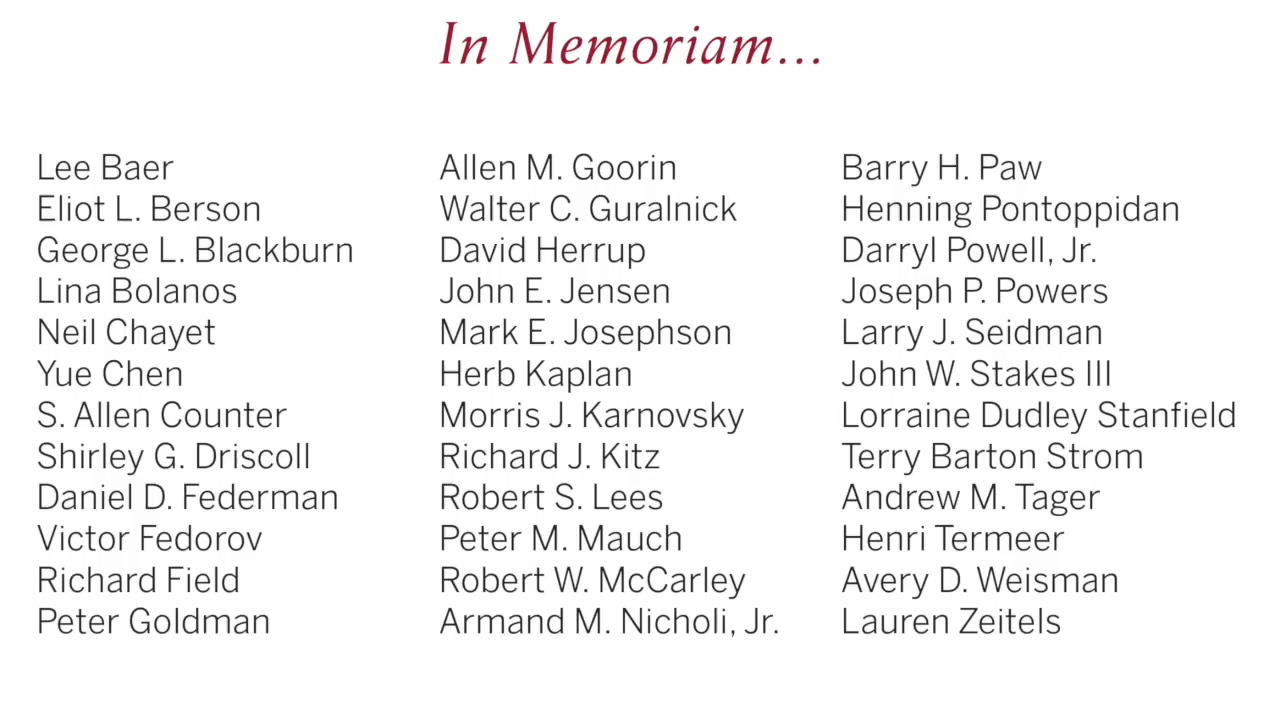 In Memoriam...
Lee Baer
Eliot L. Berson
George L. Blackburn
Lina Bolanos
Neil Chayet
Yue Chen
S. Allen Counter
Shirley G. Driscoll
Daniel D. Federman
Victor Fedorov
Richard Field
Peter Goldman
Allen M. Goorin
Walter C. Guralnick
David Herrup
John E. Jensen
Mark E. Josephson
Herb Kaplan
Morris J. Karnovsky
Richard J. Kitz
Robert S. Lees
Peter M. Mauch
Robert W. McCarley
Armand M. Nicholi, Jr.
Barry H. Paw
Henning Pontoppidan
Darryl Powell, Jr.
Joseph P. Powers
Larry J. Seidman
John W. Stakes III
Lorraine Dudley Stanfield
Terry Barton Strom
Andrew M. Tager
Henri Termeer
Avery D. Weisman
Lauren Zeitels